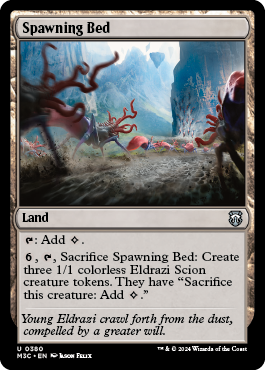 Spawning Bed
Land
: Add .
6, , Sacrifice Spawning Bed: Create
three 1/1 colorless Eldrazi Scion
creature tokens. They have “Sacrifice
this creature: Add .”
Young Eldrazi crawl forth from the dust,
compelled by a greater will.
U 0380
M3C • EN Jason Felix
™ & © 2024 Wizards of the Coast